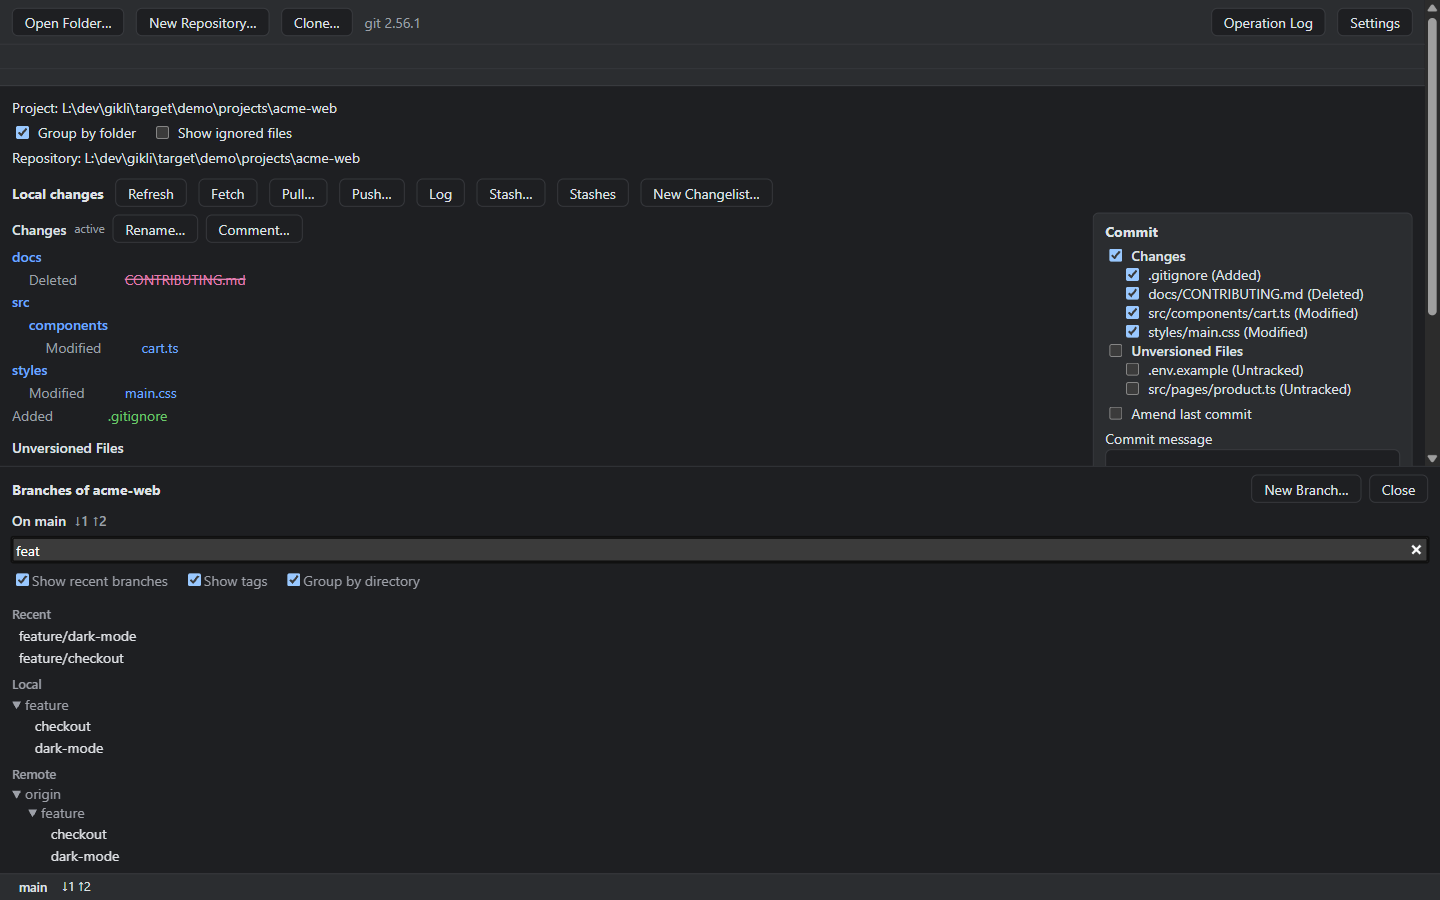 Open Folder... New Repository... Clone... git 2.56.1 Operation Log Settings
Project: L:\dev\gikli\target\demo\projects\acme-web
Group by folder Show ignored files
Repository: L:\dev\gikli\target\demo\projects\acme-web
Local changes Refresh Fetch Pull... Push... Log Stash... Stashes New Changelist...
Changes active Rename... Comment...
docs
Deleted CONTRIBUTING.md
src
components
Modified cart.ts
styles
Modified main.css
Added .gitignore
Unversioned Files
Commit
Changes
.gitignore (Added)
docs/CONTRIBUTING.md (Deleted)
src/components/cart.ts (Modified)
styles/main.css (Modified)
Unversioned Files
.env.example (Untracked)
src/pages/product.ts (Untracked)
Amend last commit
Commit message
Branches of acme-web New Branch... Close
On main ↓1 ↑2
feat
Show recent branches Show tags Group by directory
Recent
feature/dark-mode
feature/checkout
Local
feature
checkout
dark-mode
Remote
origin
feature
checkout
dark-mode
main ↓1 ↑2